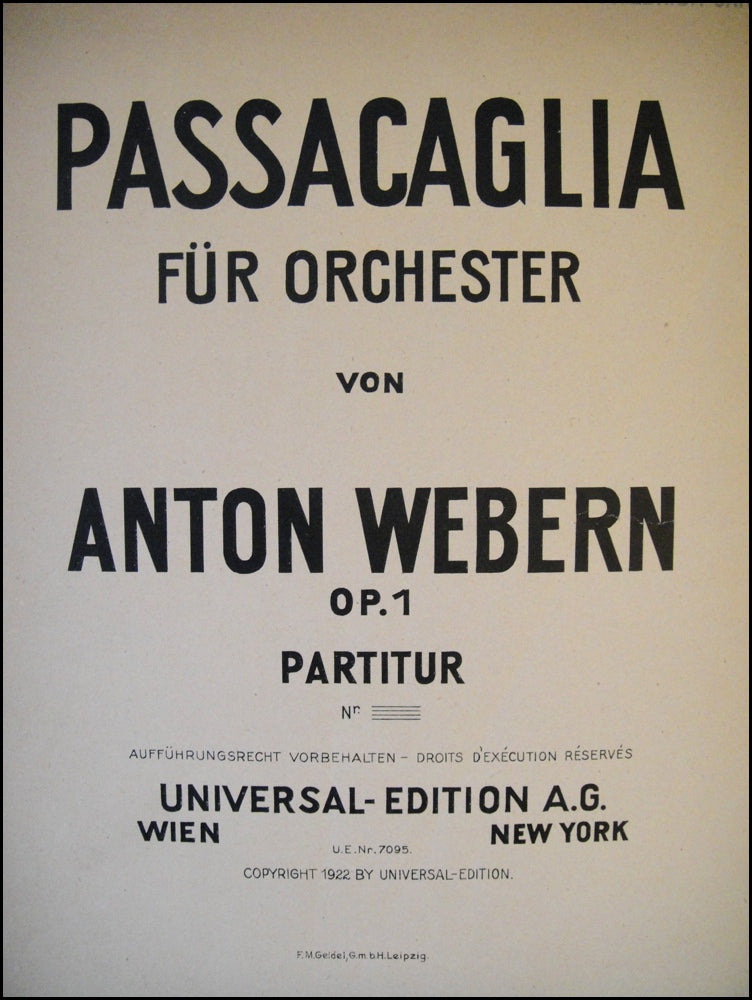 PASSACAGLIA
FÜR ORCHESTER
VON
ANTON WEBERN
OP. 1
PARTITUR
Nr.
AUFFÜHRUNGSRECHT VORBEHALTEN – DROITS D'EXÉCUTION RÉSERVÉS
UNIVERSAL-EDITION A.G.
WIEN NEW YORK
U.E.Nr. 7095.
COPYRIGHT 1922 BY UNIVERSAL-EDITION.
F.M.Geidel, G.m.b.H. Leipzig.